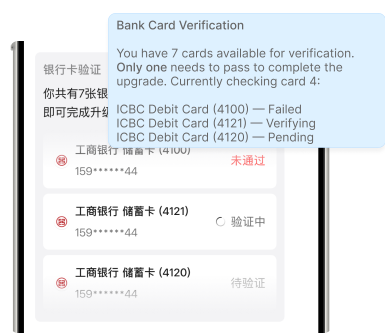 Bank Card Verification
You have 7 cards available for verification.
Only one needs to pass to complete the
upgrade. Currently checking card 4:
ICBC Debit Card (4100) — Failed
ICBC Debit Card (4121) — Verifying
ICBC Debit Card (4120) — Pending
银行卡验证
你共有7张银
即可完成升级
工商银行 储蓄卡 (4100)
未通过
159******44
工商银行 储蓄卡 (4121)
验证中
159******44
工商银行 储蓄卡 (4120)
待验证
159******44